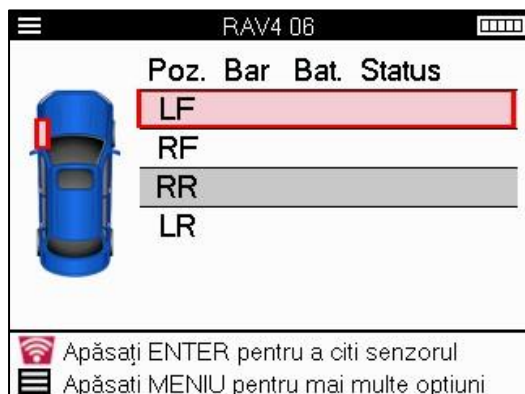 RAV4 06
Poz. Bar Bat. Status
LF
RF
RR
LR
Apăsați ENTER pentru a citi senzorul
Apăsați MENIU pentru mai multe opțiuni